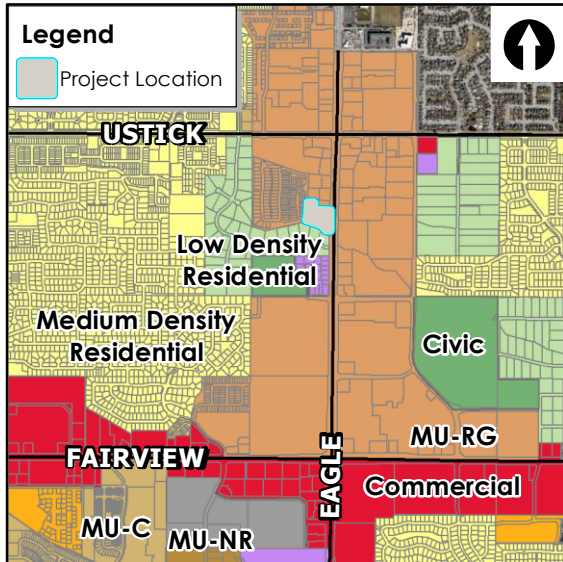 Legend
Project Location
USTICK
Low Density
Residential
Medium Density
Residential
Civic
MU-RG
FAIRVIEW
EAGLE
Commercial
MU-C
MU-NR